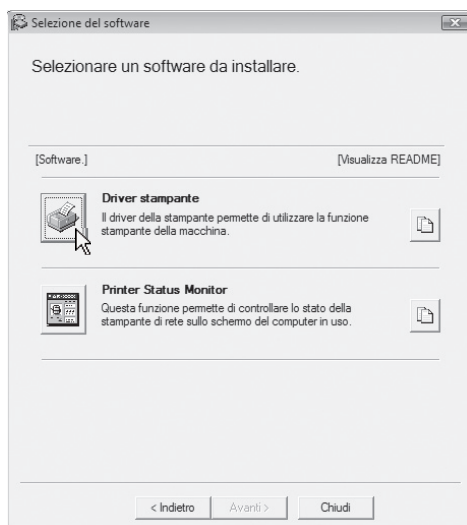 Selezione del software
Selezionare un software da installare.
[Software.] [Visualizza README]
Driver stampante
Il driver della stampante permette di utilizzare la funzione
stampante della macchina.
Printer Status Monitor
Questa funzione permette di controllare lo stato della
stampante di rete sullo schermo del computer in uso.
< Indietro Avanti > Chiudi